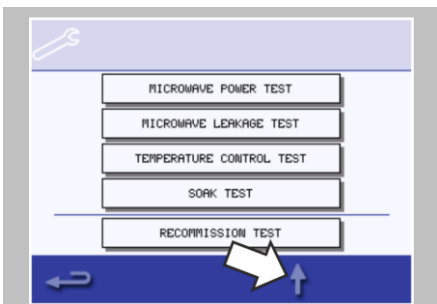 MICROWAVE POWER TEST
MICROWAVE LEAKAGE TEST
TEMPERATURE CONTROL TEST
SOAK TEST
RECOMMISSION TEST